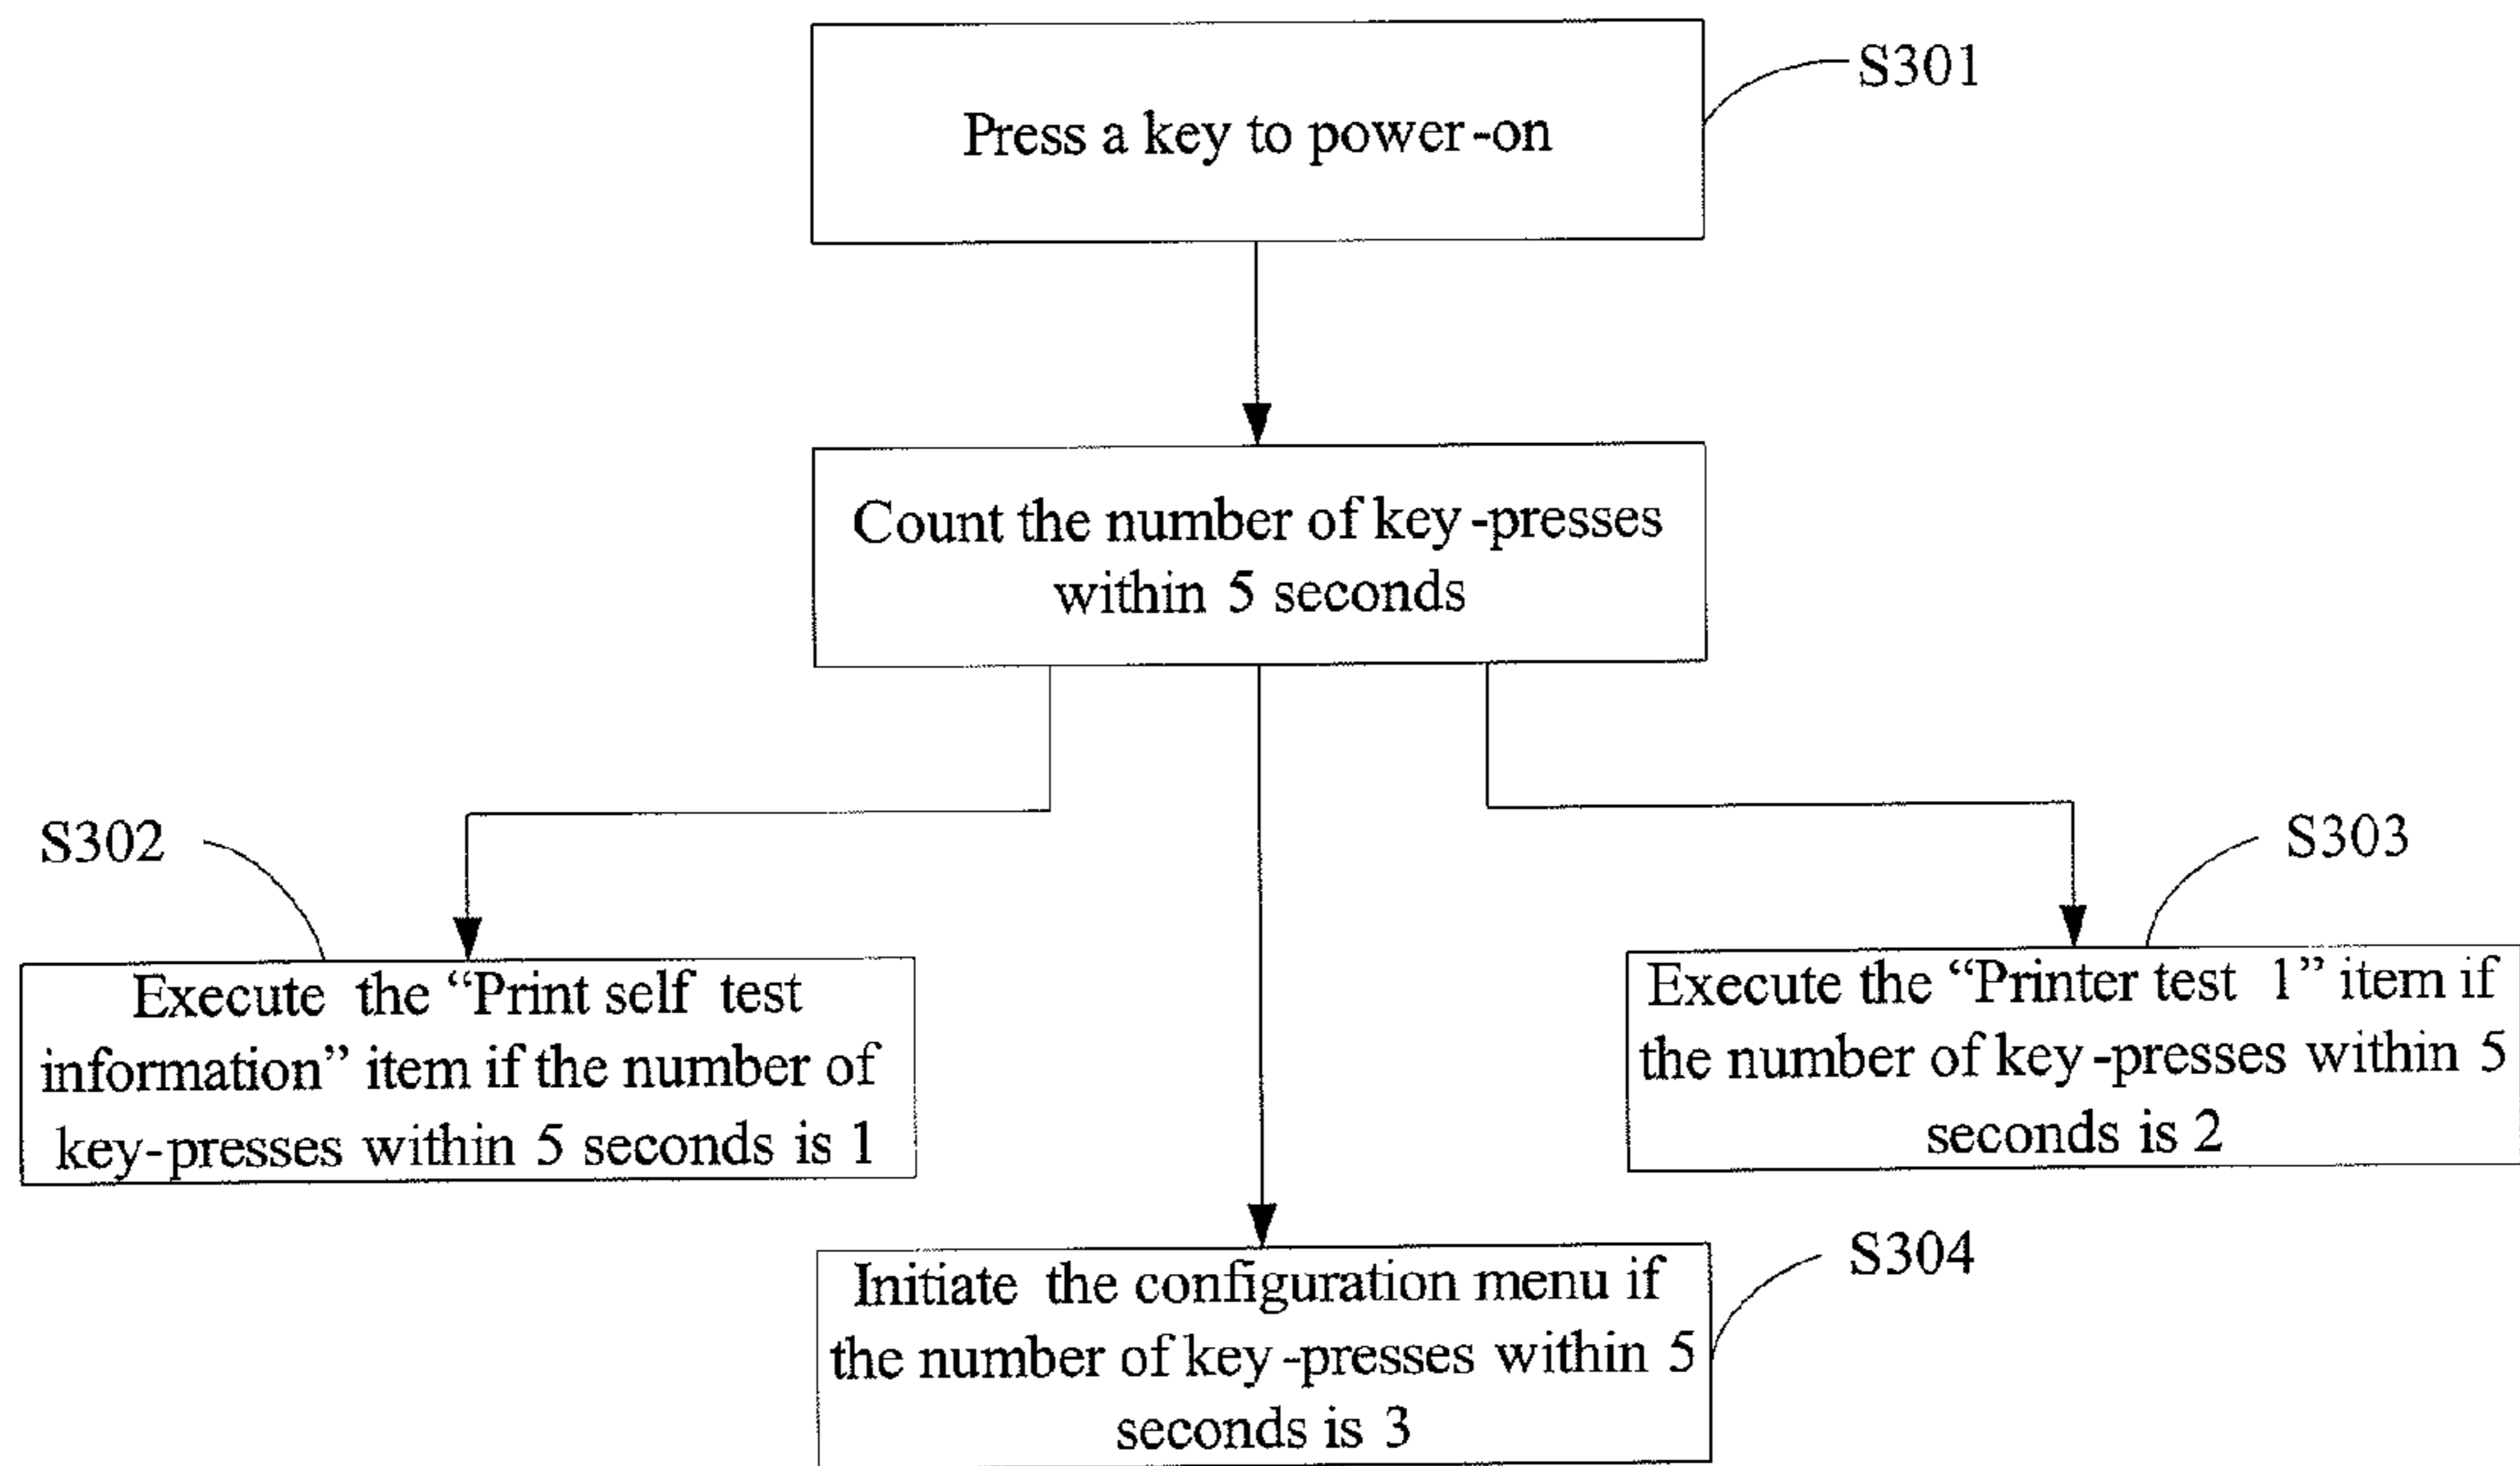 S301
Press a key to power-on
Count the number of key-presses
within 5 seconds
S302
S303
Execute the “Print self test
information” item if the number of
key-presses within 5 seconds is 1
Execute the “Printer test 1” item if
the number of key-presses within 5
seconds is 2
S304
Initiate the configuration menu if
the number of key-presses within 5
seconds is 3